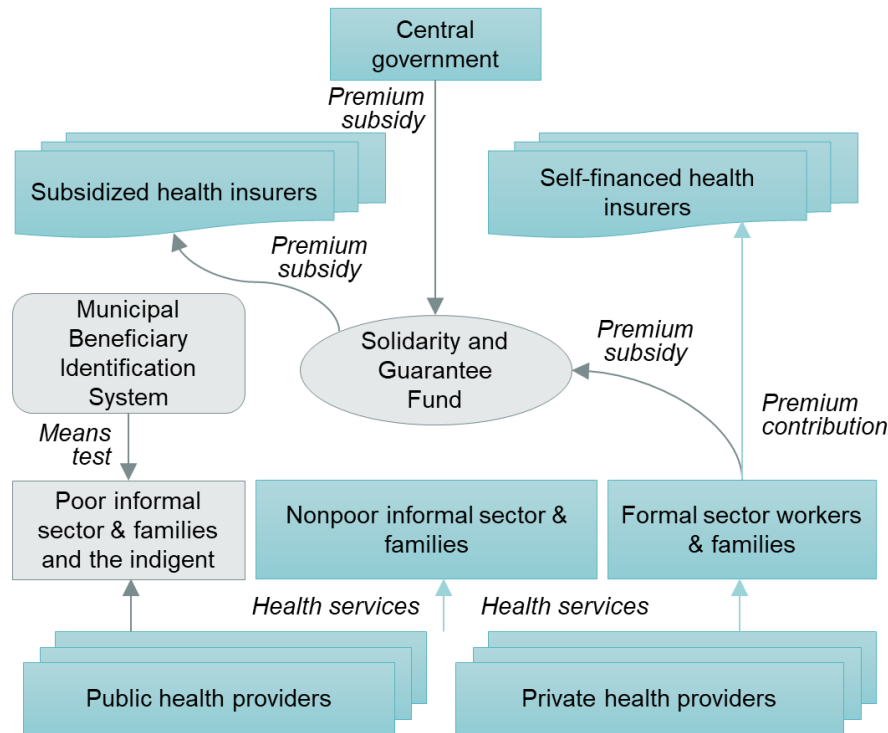 Central
government
Premium
subsidy
Subsidized health insurers
Self-financed health
insurers
Premium
subsidy
Municipal
Beneficiary
Identification
System
Solidarity and
Guarantee
Fund
Premium
subsidy
Premium
contribution
Means
test
Poor informal
sector & families
and the indigent
Nonpoor informal sector &
families
Formal sector workers
& families
Health services
Health services
Public health providers
Private health providers